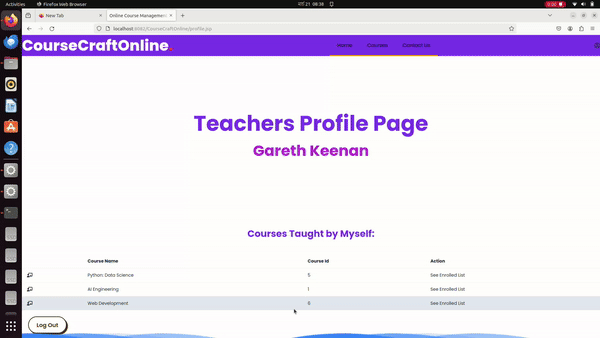 Activities Firefox Web Browser 21 08:38
New Tab Online Course Management
localhost:8082/CourseCraftOnline/profile.jsp
CourseCraftOnline.
Home Courses Contact Us
Teachers Profile Page
Gareth Keenan
Courses Taught by Myself:
Course Name Course Id Action
Python: Data Science 5 See Enrolled List
AI Engineering 1 See Enrolled List
Web Development 6 See Enrolled List
Log Out